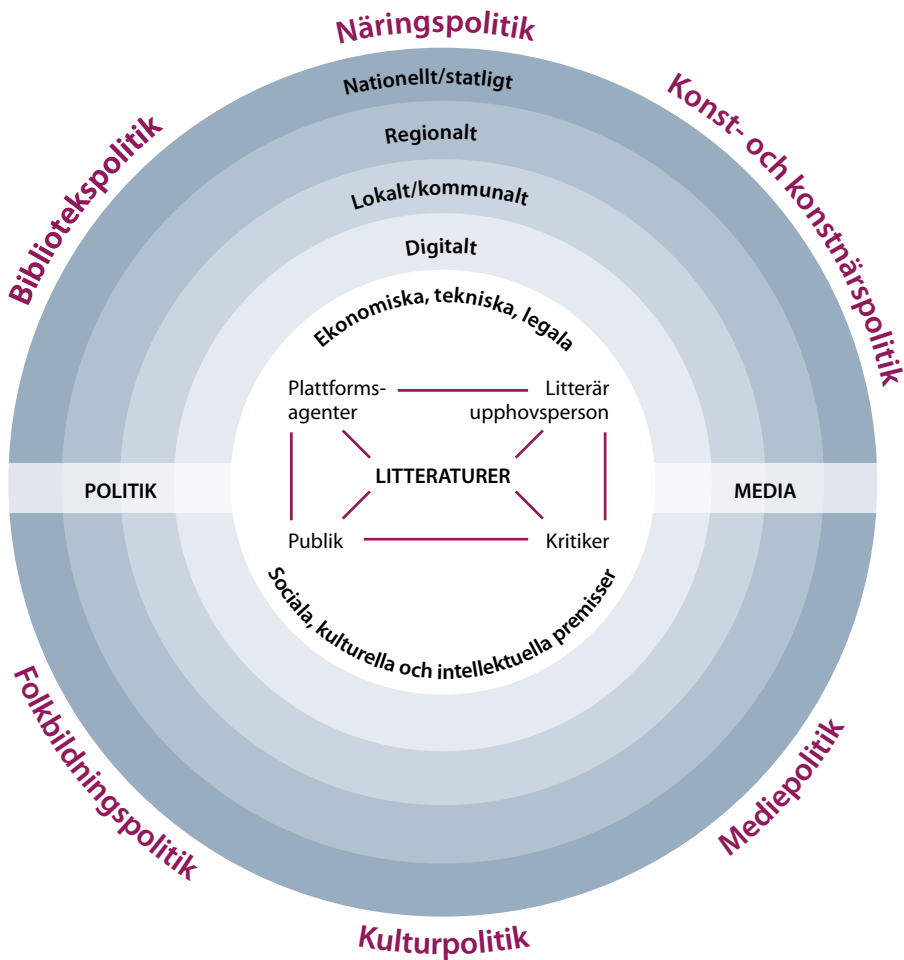 Näringspolitik
Konst- och konstnärspolitik
Bibliotekspolitik
Nationellt/statligt
Regionalt
Lokalt/kommunalt
Digitalt
Ekonomiska, tekniska, legala
Plattforms-
agenter
Litterär
upphovsperson
POLITIK
LITTERATURER
MEDIA
Publik
Kritiker
Sociala, kulturella och intellektuella premisser
Folkbildningspolitik
Mediepolitik
Kulturpolitik